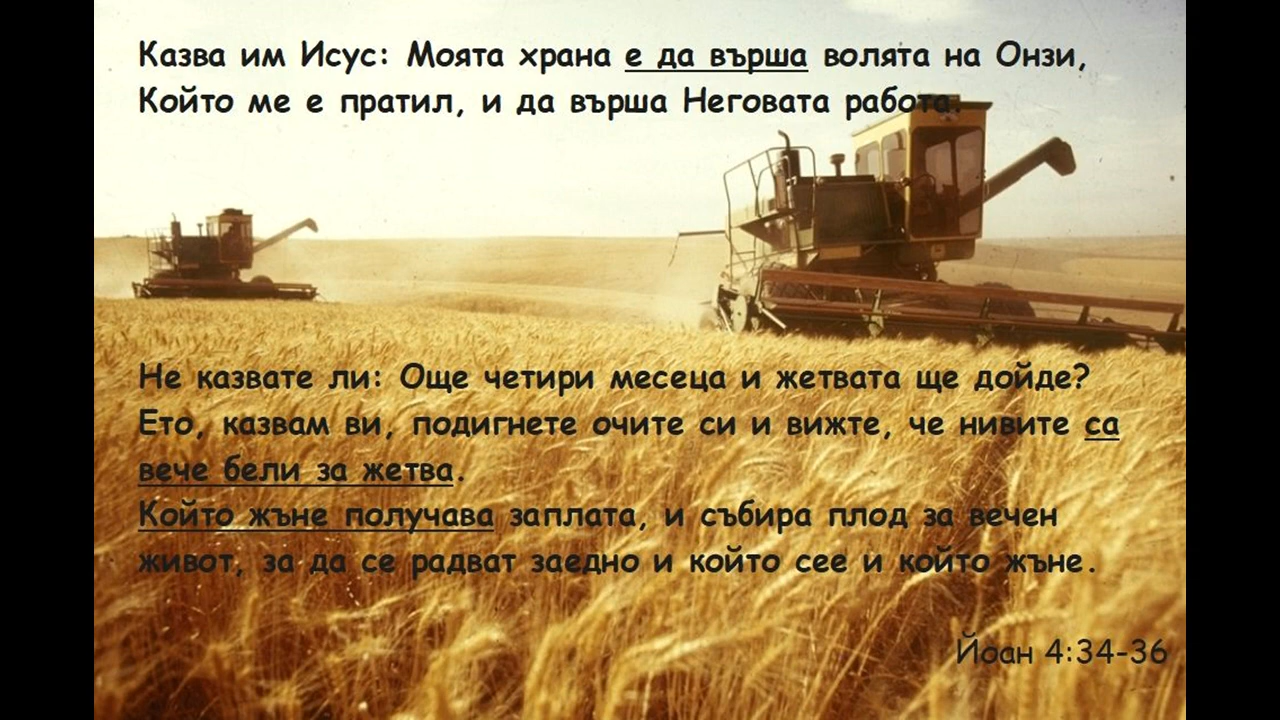 Казва им Исус: Моята храна е да върша волята на Онзи,
Който ме е пратил, и да върша Неговата работа.
Не казвате ли: Още четири месеца и жетвата ще дойде?
Ето, казвам ви, подигнете очите си и вижте, че нивите са
вече бели за жетва.
Който жъне получава заплата, и събира плод за вечен
живот, за да се радват заедно и който сее и който жъне.
Йоан 4:34-36